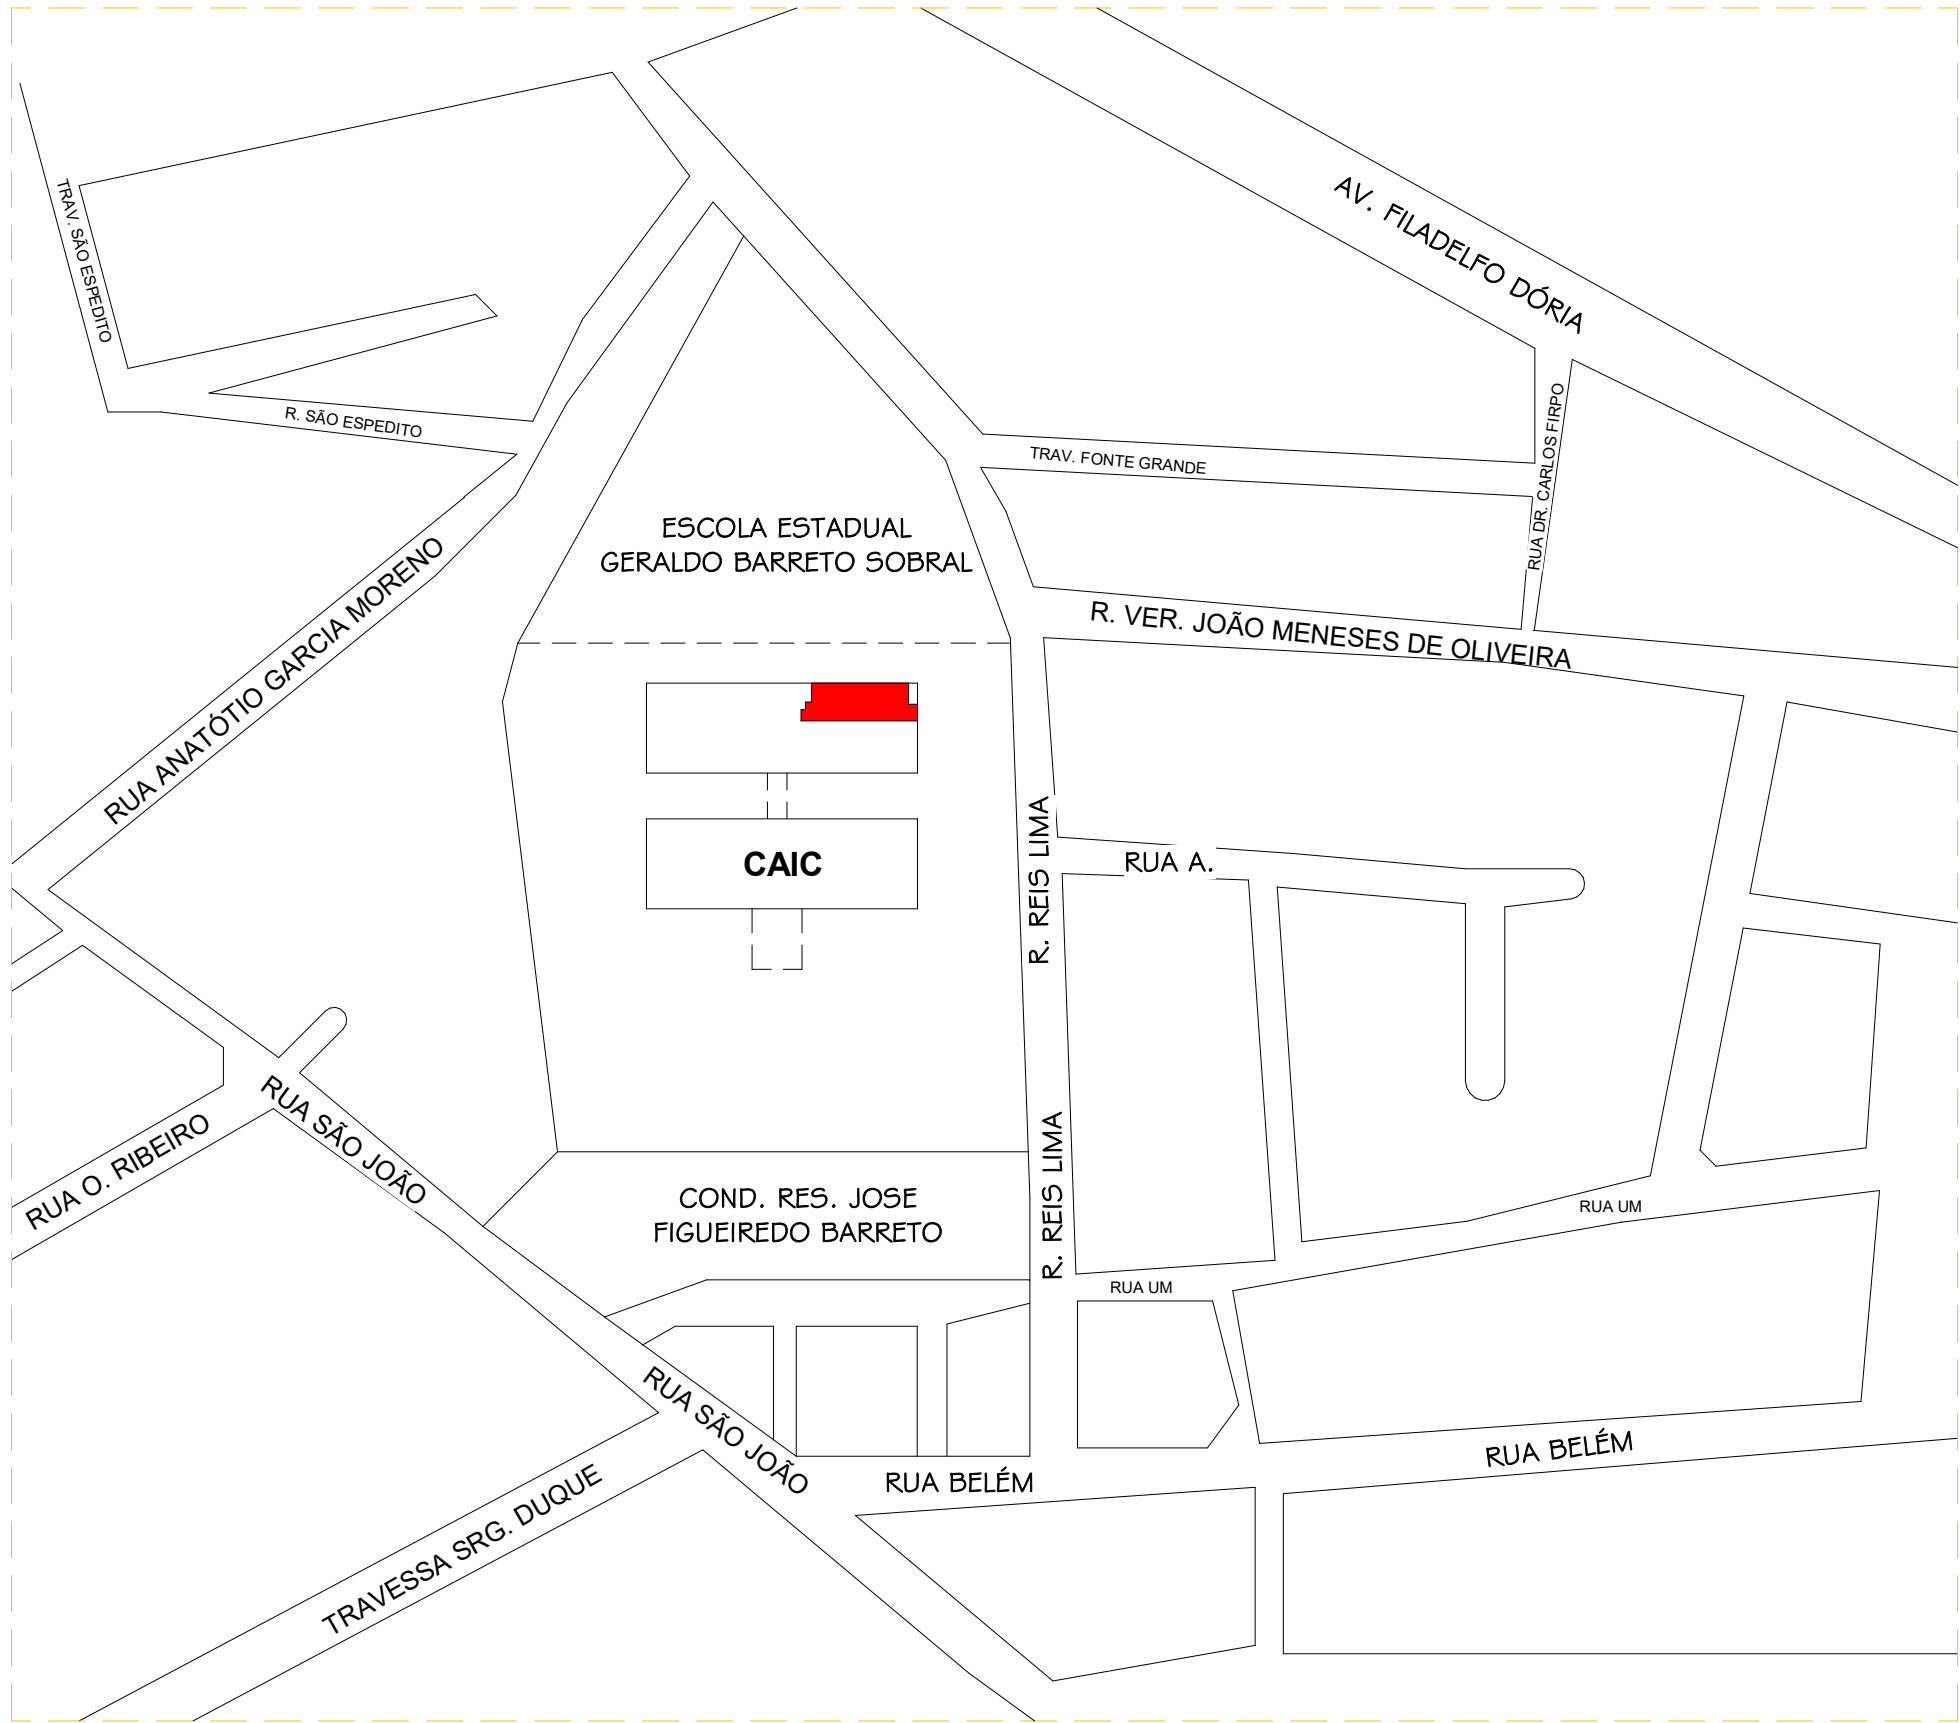 TRAV. SÃO ESPEDITO
AV. FILADELFO DÓRIA
R. SÃO ESPEDITO
TRAV. FONTE GRANDE
RUA DR. CARLOS FIRPO
ESCOLA ESTADUAL
GERALDO BARRETO SOBRAL
R. VER. JOÃO MENESES DE OLIVEIRA
RUA ANATÓTIO GARCIA MORENO
CAIC
R. REIS LIMA
RUA A.
RUA SÃO JOÃO
RUA O. RIBEIRO
COND. RES. JOSE
FIGUEIREDO BARRETO
R. REIS LIMA
RUA UM
RUA UM
RUA SÃO JOÃO
RUA BELÉM
RUA BELÉM
TRAVESSA SRG. DUQUE